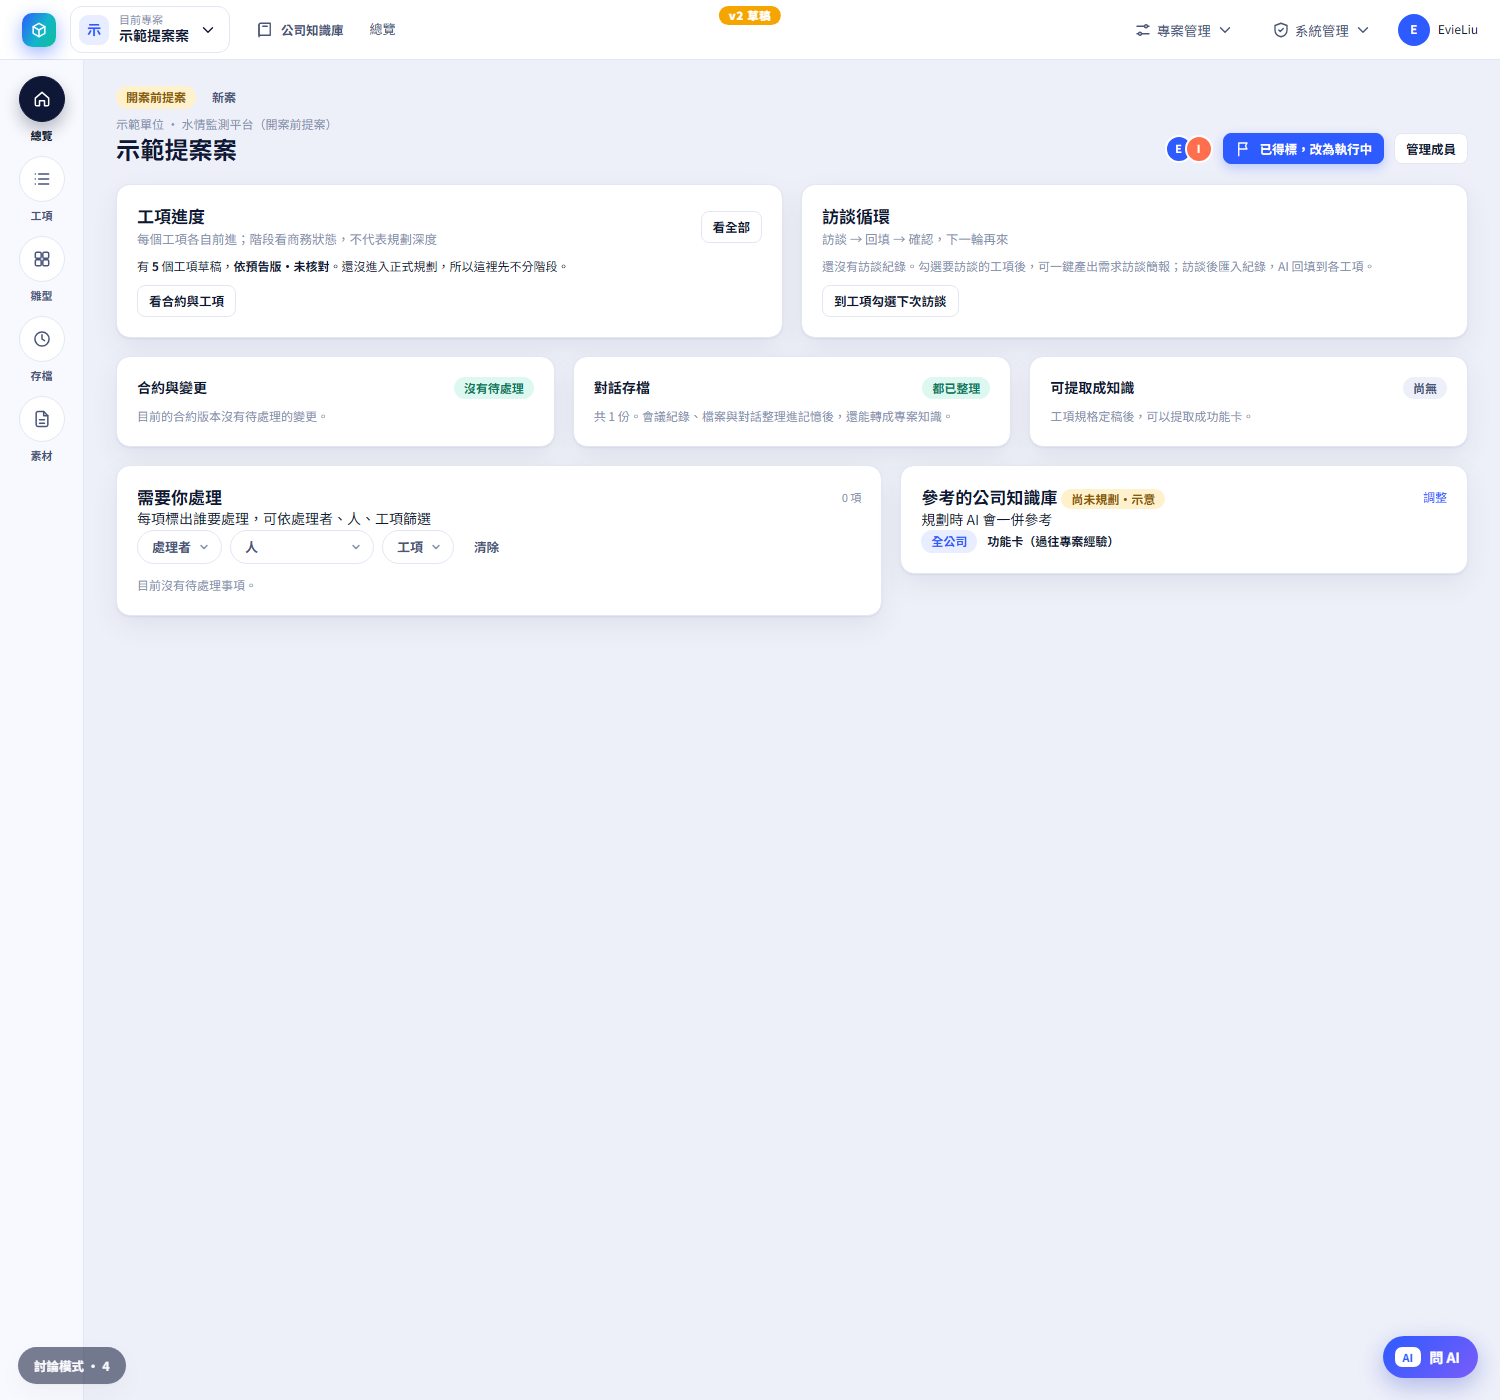 目前專案
示
示範提案案
公司知識庫
總覽
v2 草稿
專案管理
系統管理
E
EvieLiu
總覽
工項
雛型
存檔
素材
開案前提案
新案
示範單位 · 水情監測平台（開案前提案）
示範提案案
E
I
已得標，改為執行中
管理成員
工項進度
每個工項各自前進；階段看商務狀態，不代表規劃深度
看全部
有 5 個工項草稿，依預告版・未核對。還沒進入正式規劃，所以這裡先不分階段。
看合約與工項
訪談循環
訪談 → 回填 → 確認，下一輪再來
還沒有訪談紀錄。勾選要訪談的工項後，可一鍵產出需求訪談簡報；訪談後匯入紀錄，AI 回填到各工項。
到工項勾選下次訪談
合約與變更
沒有待處理
目前的合約版本沒有待處理的變更。
對話存檔
都已整理
共 1 份。會議紀錄、檔案與對話整理進記憶後，還能轉成專案知識。
可提取成知識
尚無
工項規格定稿後，可以提取成功能卡。
需要你處理
0 項
每項標出誰要處理，可依處理者、人、工項篩選
處理者
人
工項
清除
目前沒有待處理事項。
參考的公司知識庫
尚未規劃・示意
調整
規劃時 AI 會一併參考
全公司
功能卡（過往專案經驗）
討論模式 · 4
AI
問 AI